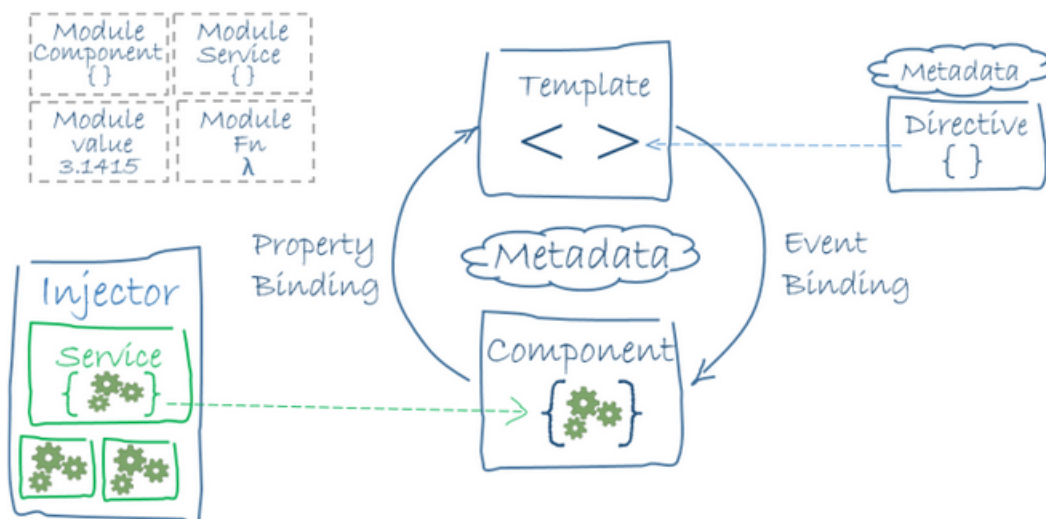 Module
Component
{ }
Module
Service
{ }
Module
value
3.1415
Module
Fn
λ
Template
< >
Metadata
Directive
{ }
Property
Binding
Metadata
Event
Binding
Injector
Service
{ }
Component
{ }